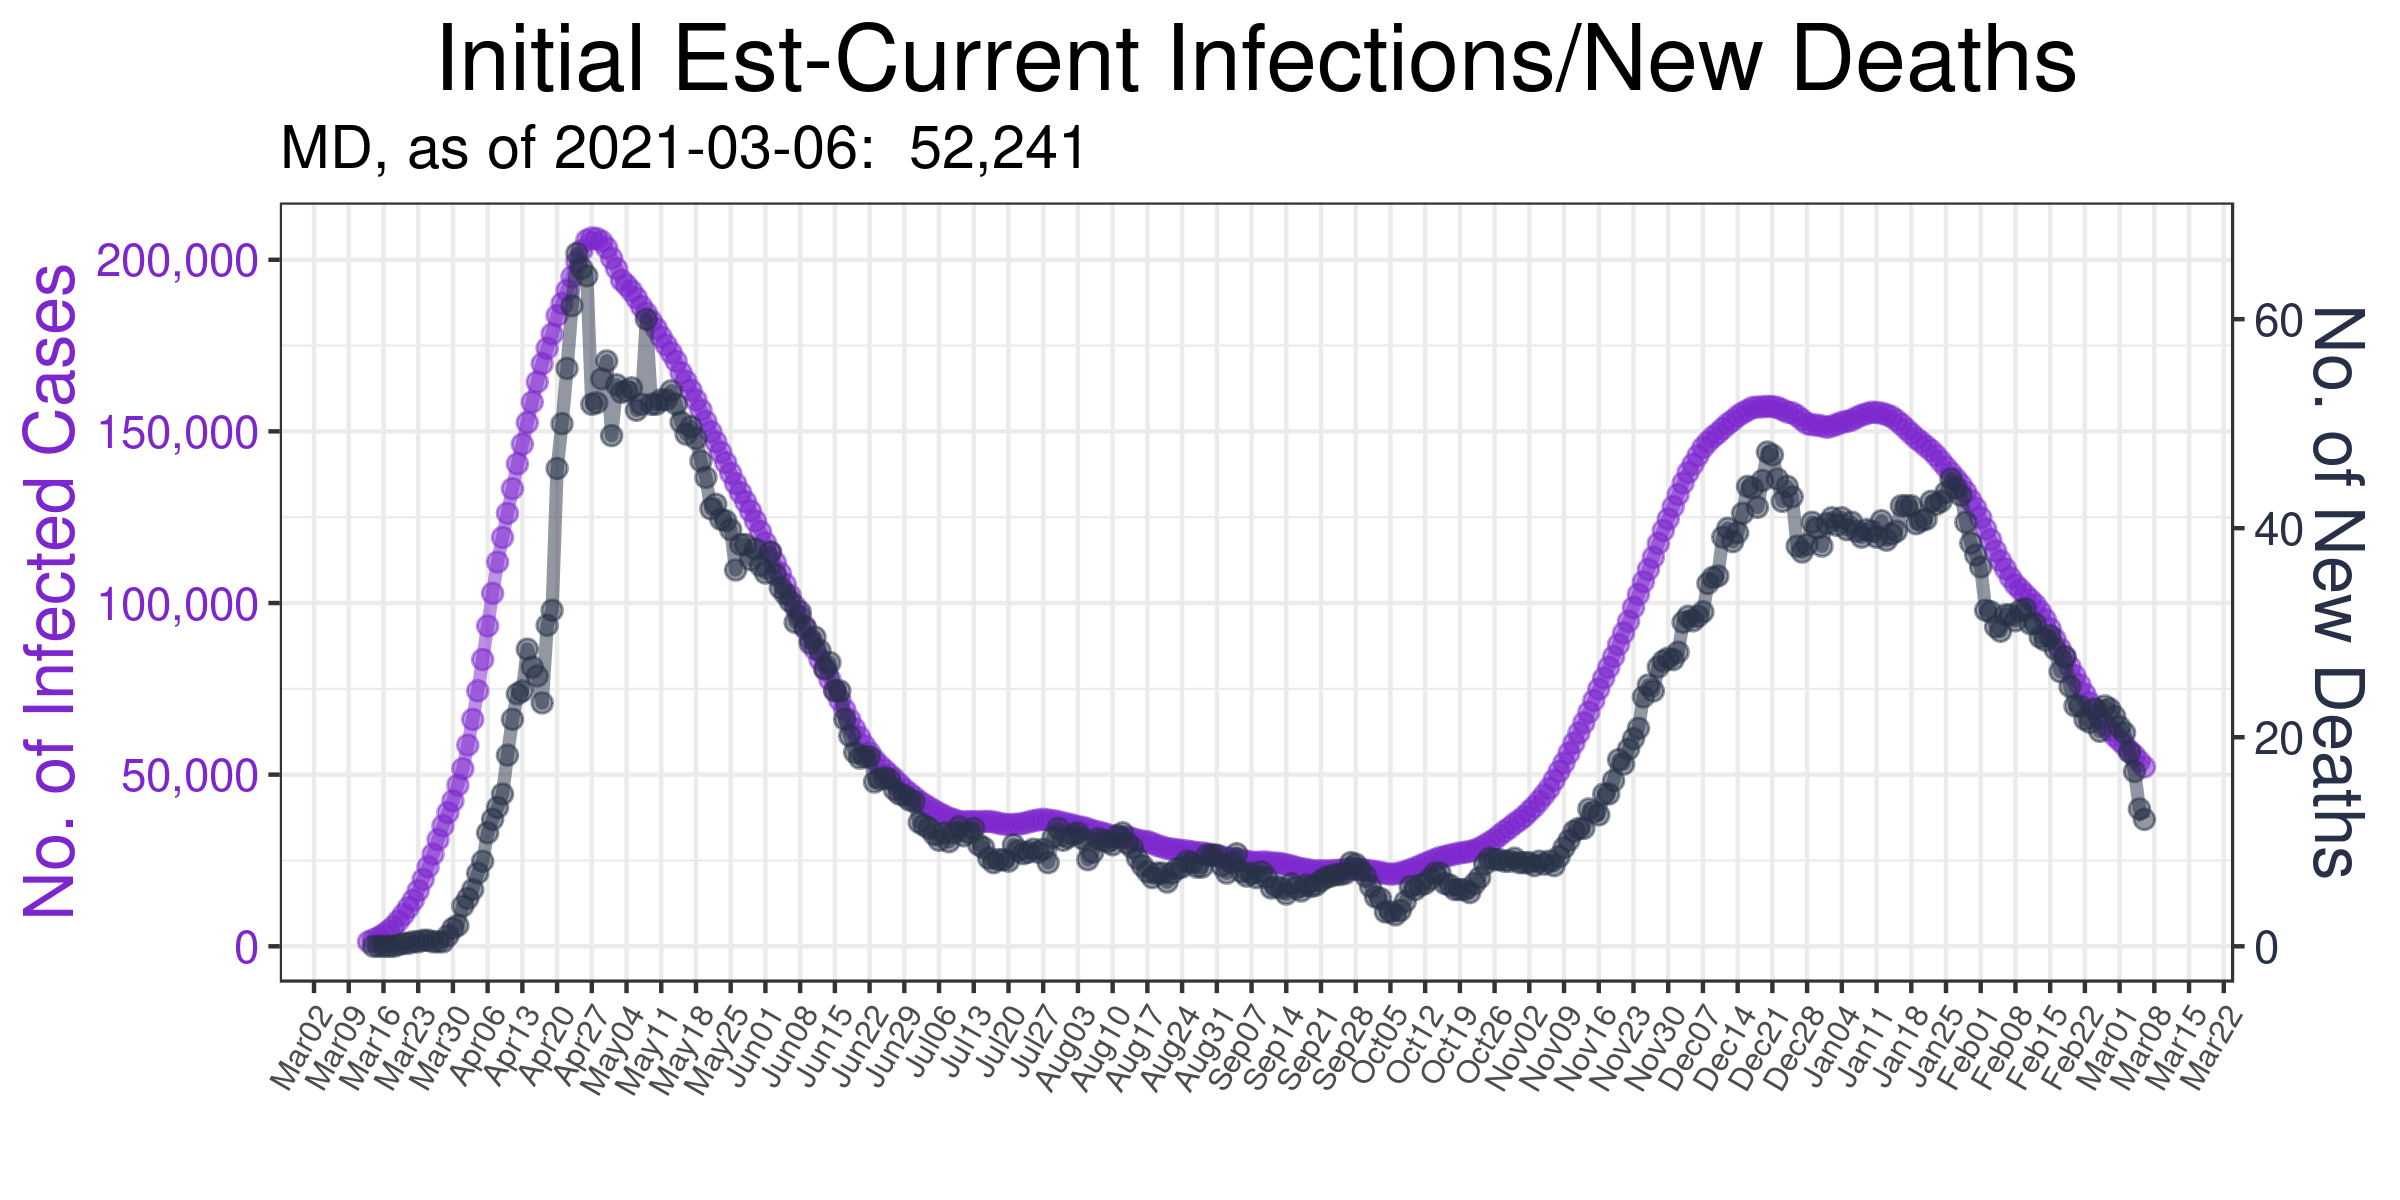 Initial Est-Current Infections/New Deaths
MD, as of 2021-03-06:  52,241
No. of Infected Cases
200,000
150,000
100,000
50,000
0
60
40
20
0
No. of New Deaths
Mar02
Mar09
Mar16
Mar23
Mar30
Apr06
Apr13
Apr20
Apr27
May04
May11
May18
May25
Jun01
Jun08
Jun15
Jun22
Jun29
Jul06
Jul13
Jul20
Jul27
Aug03
Aug10
Aug17
Aug24
Aug31
Sep07
Sep14
Sep21
Sep28
Oct05
Oct12
Oct19
Oct26
Nov02
Nov09
Nov16
Nov23
Nov30
Dec07
Dec14
Dec21
Dec28
Dec04
Jan11
Jan18
Jan25
Feb01
Feb08
Feb15
Feb22
Mar01
Mar08
Mar15
Mar22